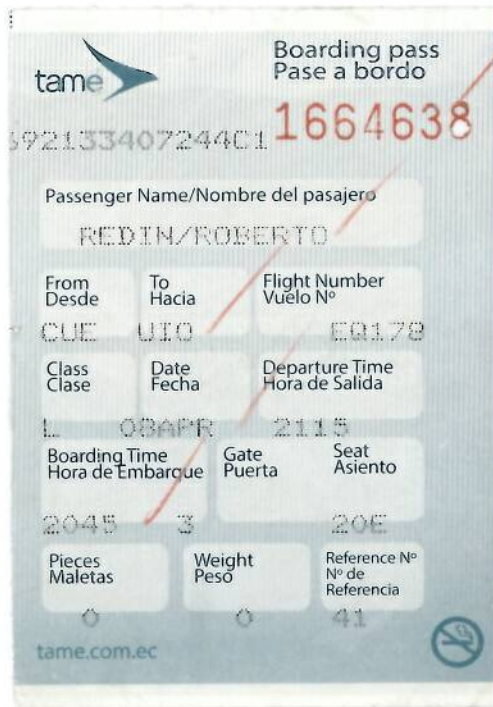 tame
Boarding pass
Pase a bordo
1664638
692133407244C1
Passenger Name/Nombre del pasajero
REDIN/ROBERTO
From To Flight Number
Desde Hacia Vuelo Nº
CUE UIO EQ178
Class Date Departure Time
Clase Fecha Hora de Salida
L 08APR 2115
Boarding Time Gate Seat
Hora de Embarque Puerta Asiento
2045 3 20E
Pieces Weight Reference Nº
Maletas Peso Nº de
Referencia
0 0 41
tame.com.ec